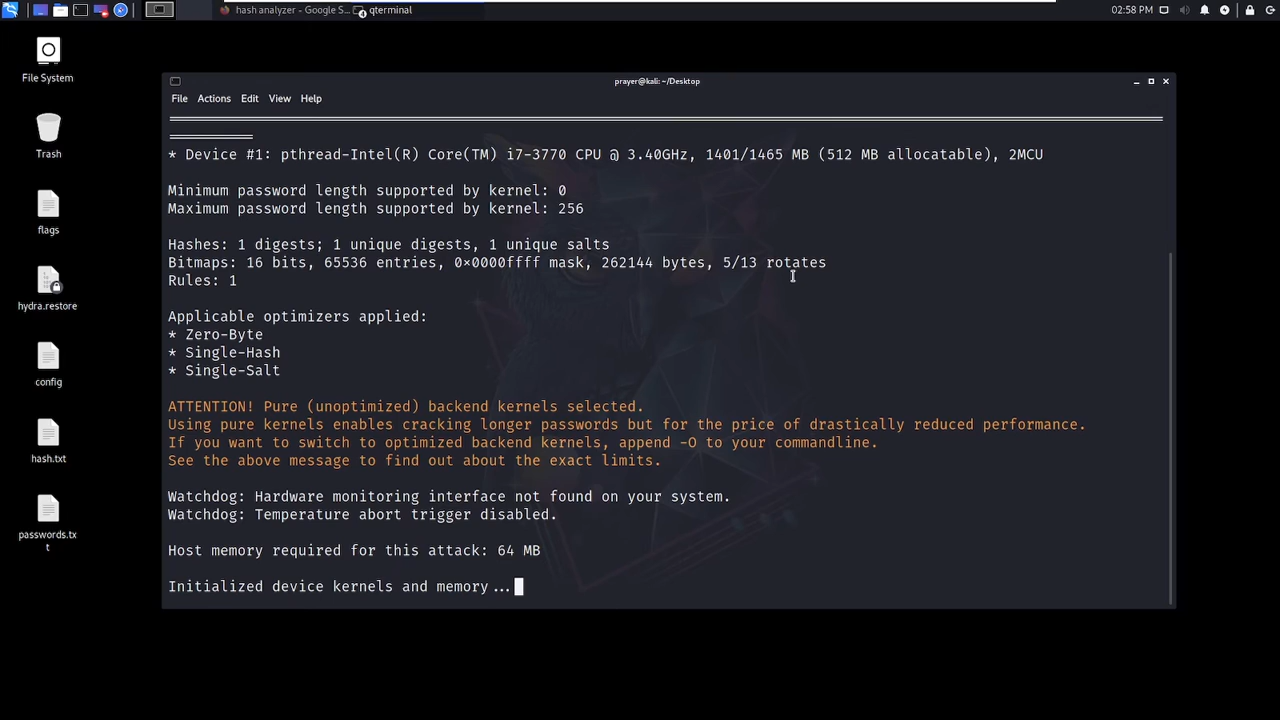 hash analyzer - Google S...
qterminal
02:58 PM
File System
Trash
flags
hydra.restore
config
hash.txt
passwords.tx
t
prayer@kali: ~/Desktop
File Actions Edit View Help
* Device #1: pthread-Intel(R) Core(TM) i7-3770 CPU @ 3.40GHz, 1401/1465 MB (512 MB allocatable), 2MCU
Minimum password length supported by kernel: 0
Maximum password length supported by kernel: 256
Hashes: 1 digests; 1 unique digests, 1 unique salts
Bitmaps: 16 bits, 65536 entries, 0×0000ffff mask, 262144 bytes, 5/13 rotates
Rules: 1
Applicable optimizers applied:
* Zero-Byte
* Single-Hash
* Single-Salt
ATTENTION! Pure (unoptimized) backend kernels selected.
Using pure kernels enables cracking longer passwords but for the price of drastically reduced performance.
If you want to switch to optimized backend kernels, append -O to your commandline.
See the above message to find out about the exact limits.
Watchdog: Hardware monitoring interface not found on your system.
Watchdog: Temperature abort trigger disabled.
Host memory required for this attack: 64 MB
Initialized device kernels and memory...